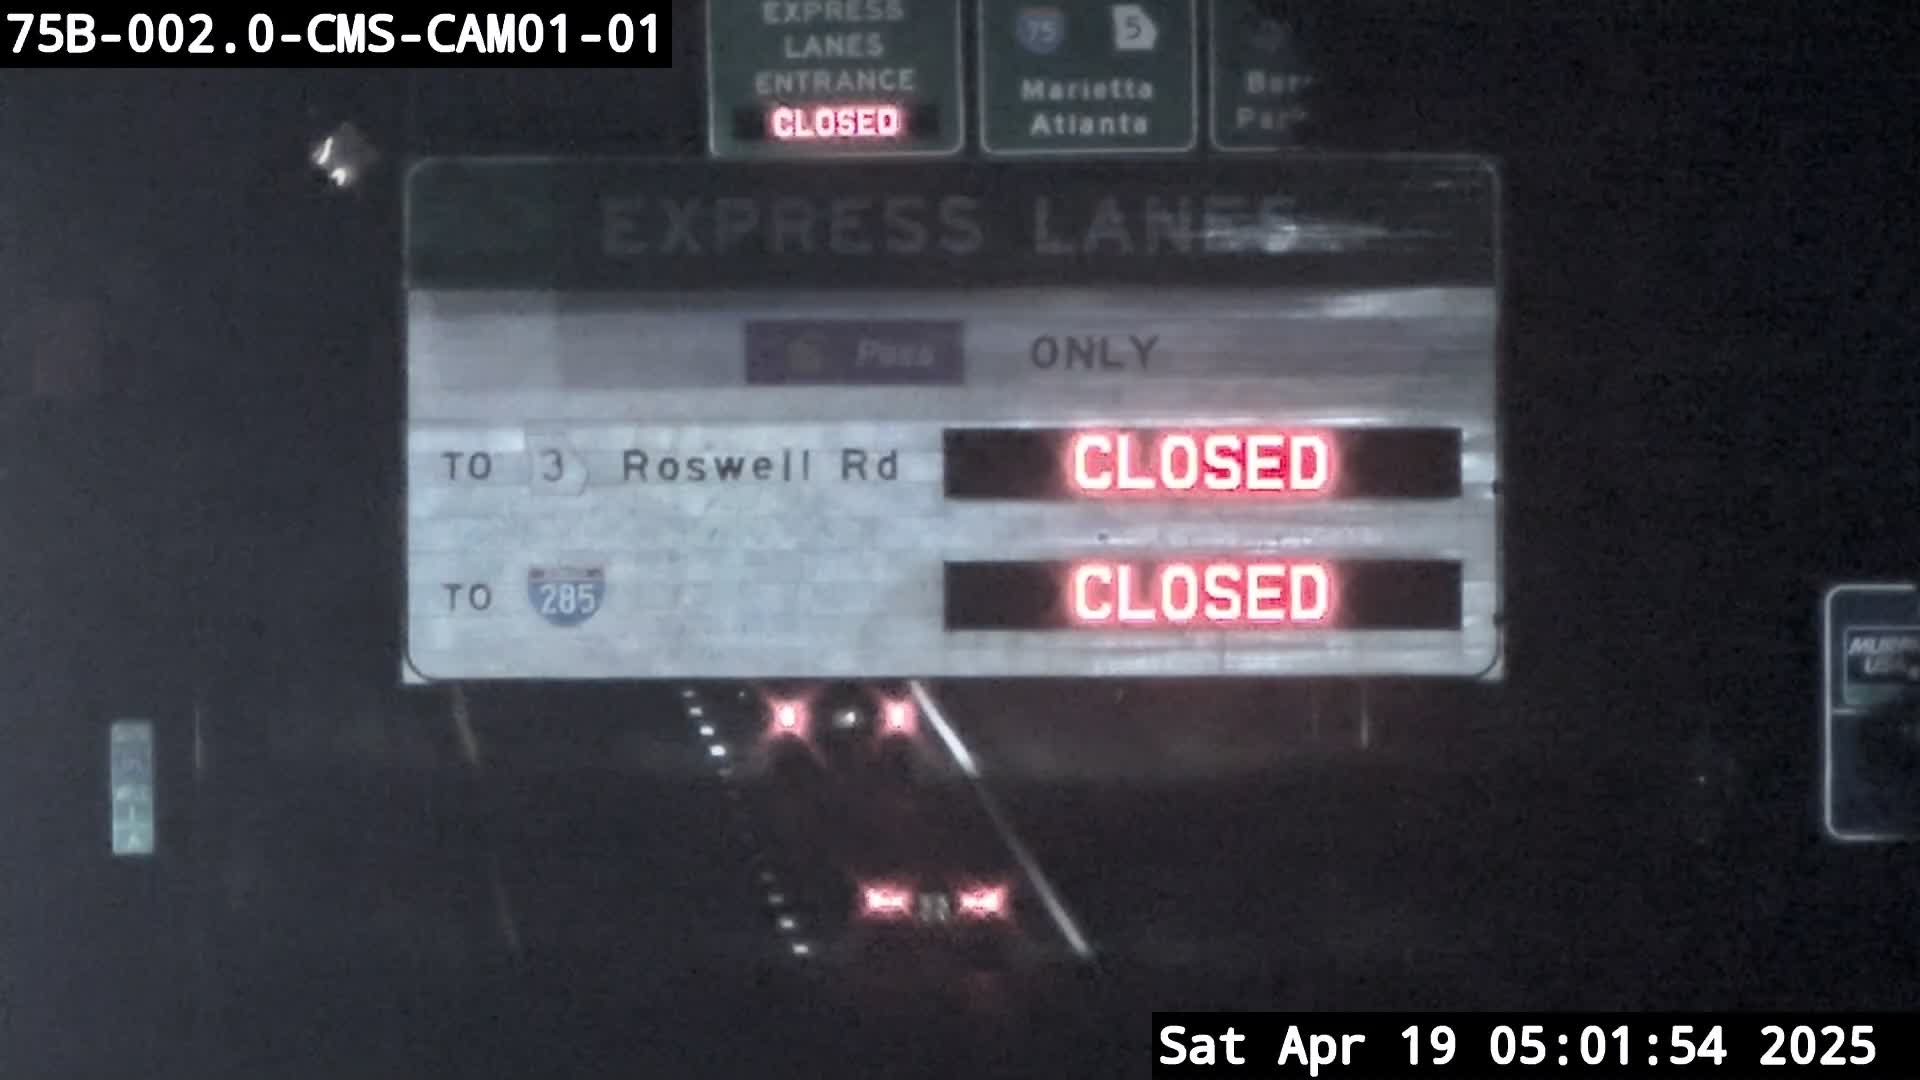 75B-002.0-CMS-CAM01-01
EXPRESS
LANES
ENTRANCE
CLOSED
75 5
Marietta
Atlanta
EXPRESS LANES
Pass ONLY
TO 3 Roswell Rd CLOSED
TO 285 CLOSED
Sat Apr 19 05:01:54 2025